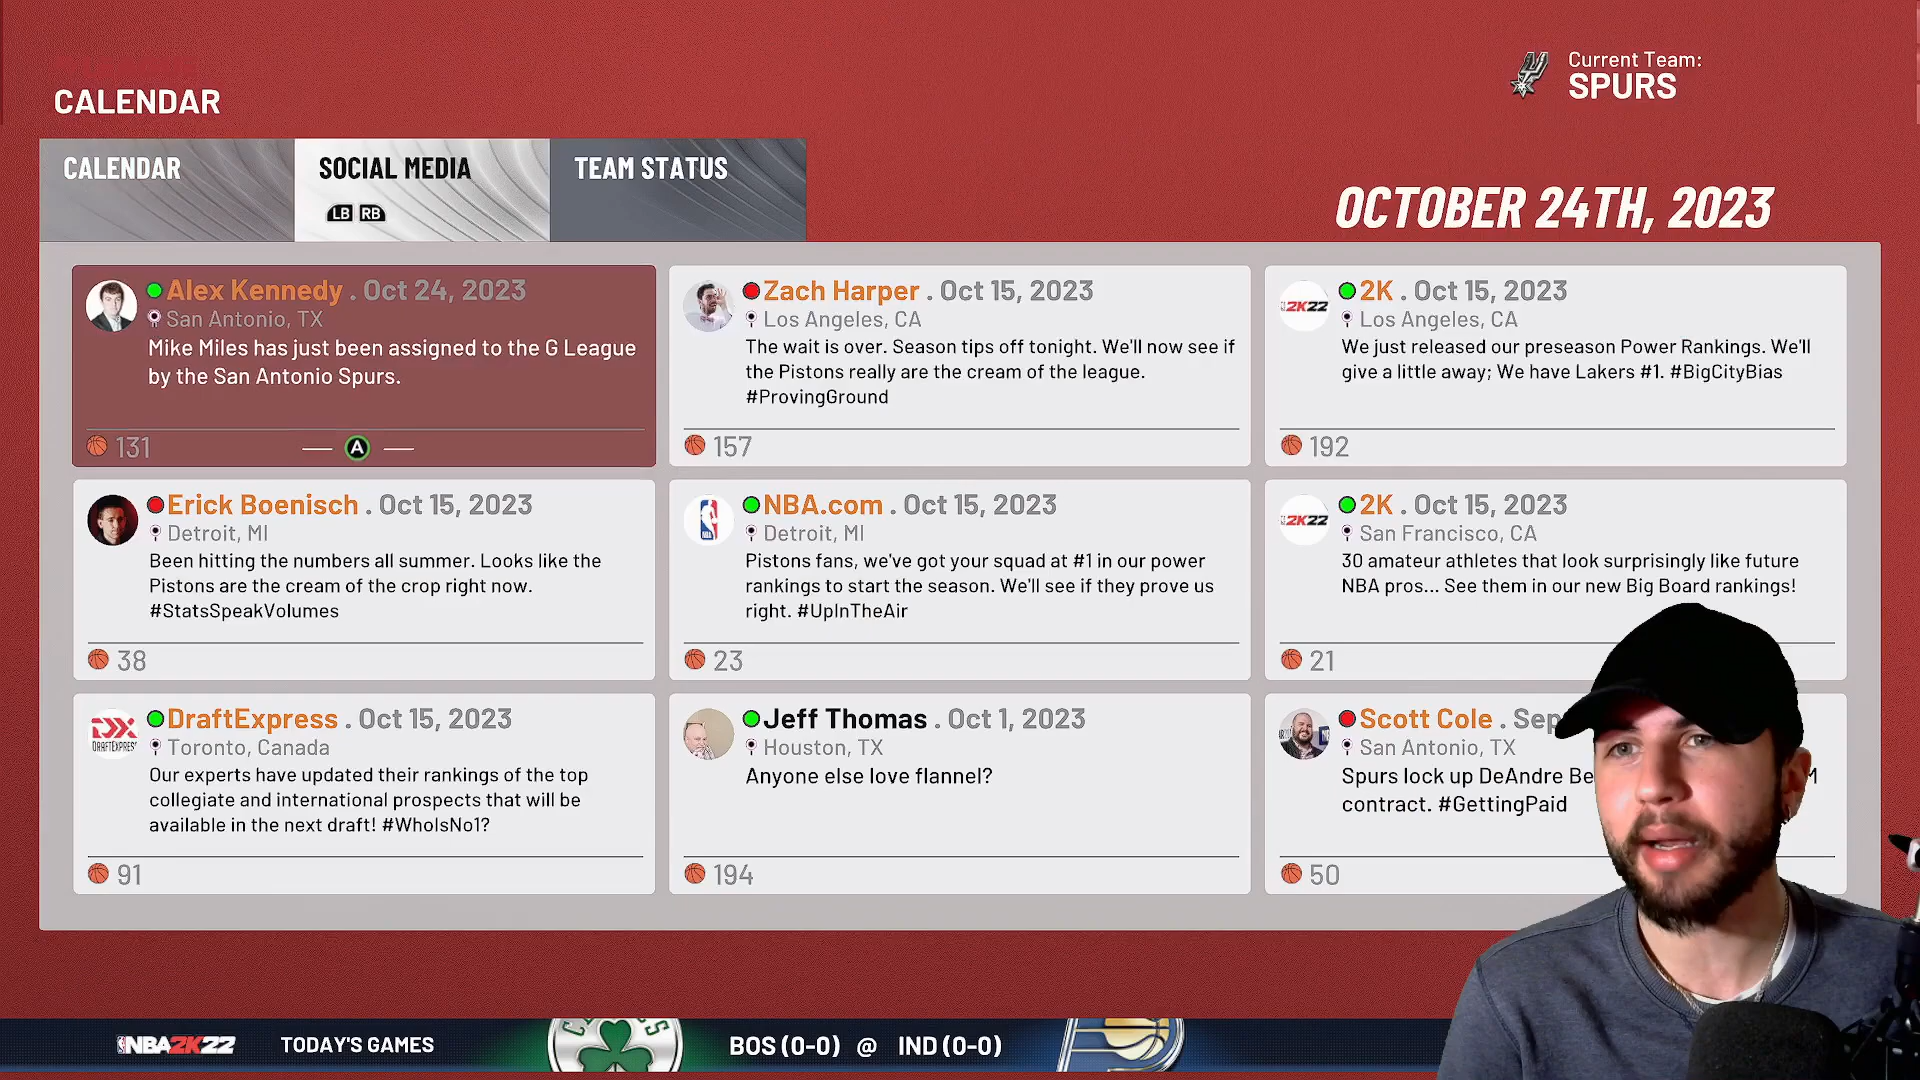 CALENDAR
Current Team:
SPURS
CALENDAR
SOCIAL MEDIA
LB RB
TEAM STATUS
OCTOBER 24TH, 2023
Alex Kennedy . Oct 24, 2023
San Antonio, TX
Mike Miles has just been assigned to the G League
by the San Antonio Spurs.
131
A
Zach Harper . Oct 15, 2023
Los Angeles, CA
The wait is over. Season tips off tonight. We'll now see if
the Pistons really are the cream of the league.
#ProvingGround
157
2K22
2K . Oct 15, 2023
Los Angeles, CA
We just released our preseason Power Rankings. We'll
give a little away; We have Lakers #1. #BigCityBias
192
Erick Boenisch . Oct 15, 2023
Detroit, MI
Been hitting the numbers all summer. Looks like the
Pistons are the cream of the crop right now.
#StatsSpeakVolumes
38
NBA.com . Oct 15, 2023
Detroit, MI
Pistons fans, we've got your squad at #1 in our power
rankings to start the season. We'll see if they prove us
right. #UpInTheAir
23
2K22
2K . Oct 15, 2023
San Francisco, CA
30 amateur athletes that look surprisingly like future
NBA pros... See them in our new Big Board rankings!
21
DRAFTEXPRES
DraftExpress . Oct 15, 2023
Toronto, Canada
Our experts have updated their rankings of the top
collegiate and international prospects that will be
available in the next draft! #WhoIsNo1?
91
Jeff Thomas . Oct 1, 2023
Houston, TX
Anyone else love flannel?
194
Scott Cole . Sep
San Antonio, TX
Spurs lock up DeAndre Be
contract. #GettingPaid
50
NBA2K22
TODAY'S GAMES
BOS (0-0) @ IND (0-0)